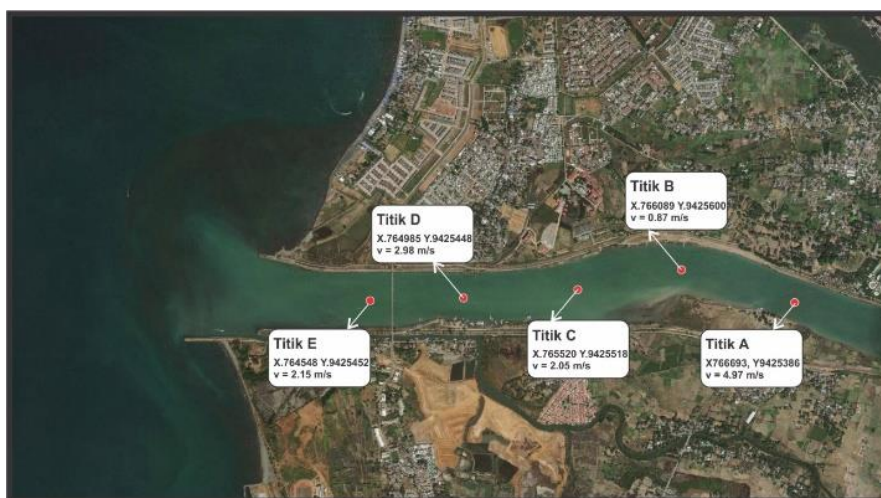 Titik B
X.766089 Y.9425600
v = 0.87 m/s
Titik D
X.764985 Y.9425448
v = 2.98 m/s
Titik E
X.764548 Y.9425452
v = 2.15 m/s
Titik C
X.765520 Y.9425518
v = 2.05 m/s
Titik A
X766693, Y9425386
v = 4.97 m/s